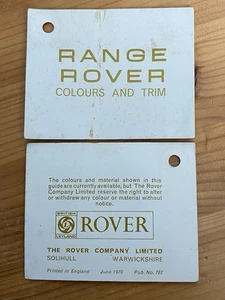 RANGE
ROVER
COLOURS AND TRIM
The colours and material shown in this
guide are currently available, but The Rover
Company Limited reserve the right to alter
or withdraw any colour or material without
notice.
BRITISH
LEYLAND
ROVER
THE ROVER COMPANY LIMITED
SOLIHULL WARWICKSHIRE
Printed in England June 1970 Pub. No. 767